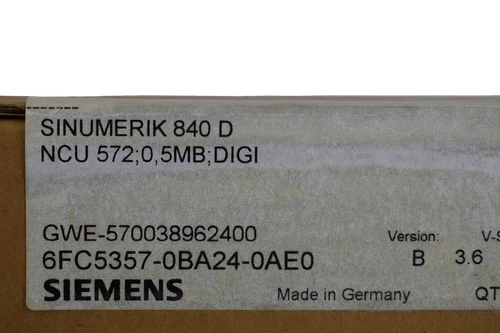 SINUMERIK 840 D
NCU 572;0,5MB;DIGI
GWE-570038962400
Version: V-S
6FC5357-0BA24-0AE0 B 3.6
SIEMENS Made in Germany QT